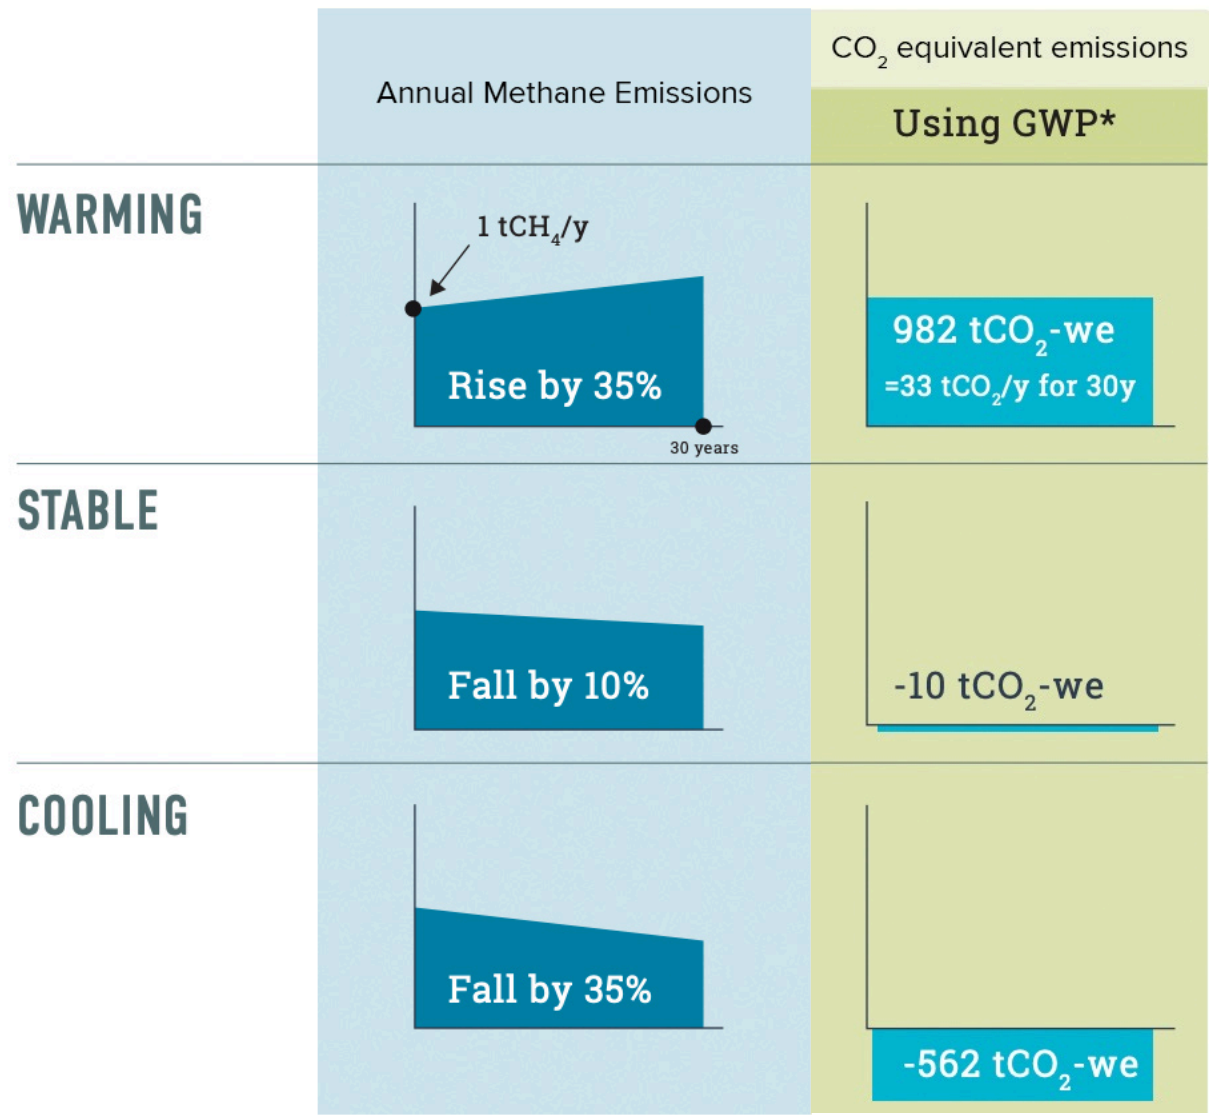 Annual Methane Emissions
CO₂ equivalent emissions
Using GWP*
WARMING
1 tCH₄/y
Rise by 35%
30 years
982 tCO₂-we
=33 tCO₂/y for 30y
STABLE
Fall by 10%
-10 tCO₂-we
COOLING
Fall by 35%
-562 tCO₂-we